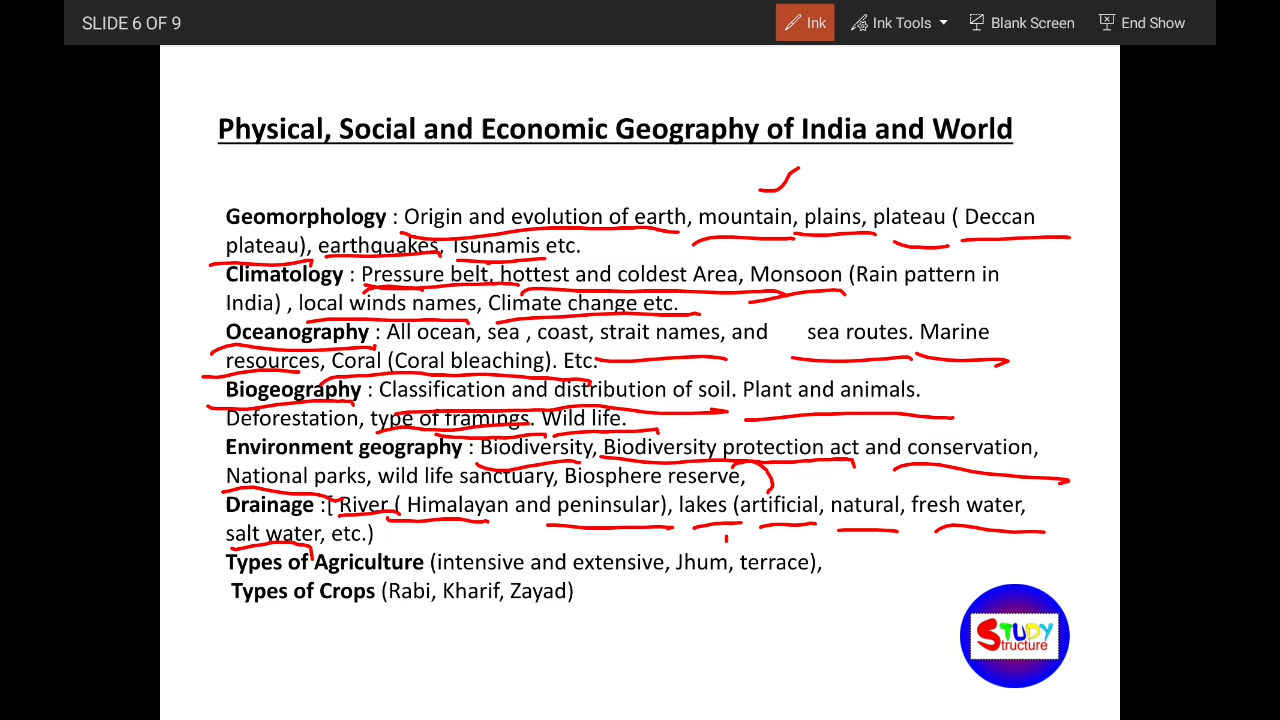 SLIDE 6 OF 9
Ink
Ink Tools
Blank Screen
End Show
Physical, Social and Economic Geography of India and World
Geomorphology : Origin and evolution of earth, mountain, plains, plateau ( Deccan
plateau), earthquakes, Tsunamis etc.
Climatology : Pressure belt, hottest and coldest Area, Monsoon (Rain pattern in
India) , local winds names, Climate change etc.
Oceanography : All ocean, sea , coast, strait names, and sea routes. Marine
resources, Coral (Coral bleaching). Etc.
Biogeography : Classification and distribution of soil. Plant and animals.
Deforestation, type of framings. Wild life.
Environment geography : Biodiversity, Biodiversity protection act and conservation,
National parks, wild life sanctuary, Biosphere reserve,
Drainage :[ River ( Himalayan and peninsular), lakes (artificial, natural, fresh water,
salt water, etc.)
Types of Agriculture (intensive and extensive, Jhum, terrace),
Types of Crops (Rabi, Kharif, Zayad)
STUDY
Structure